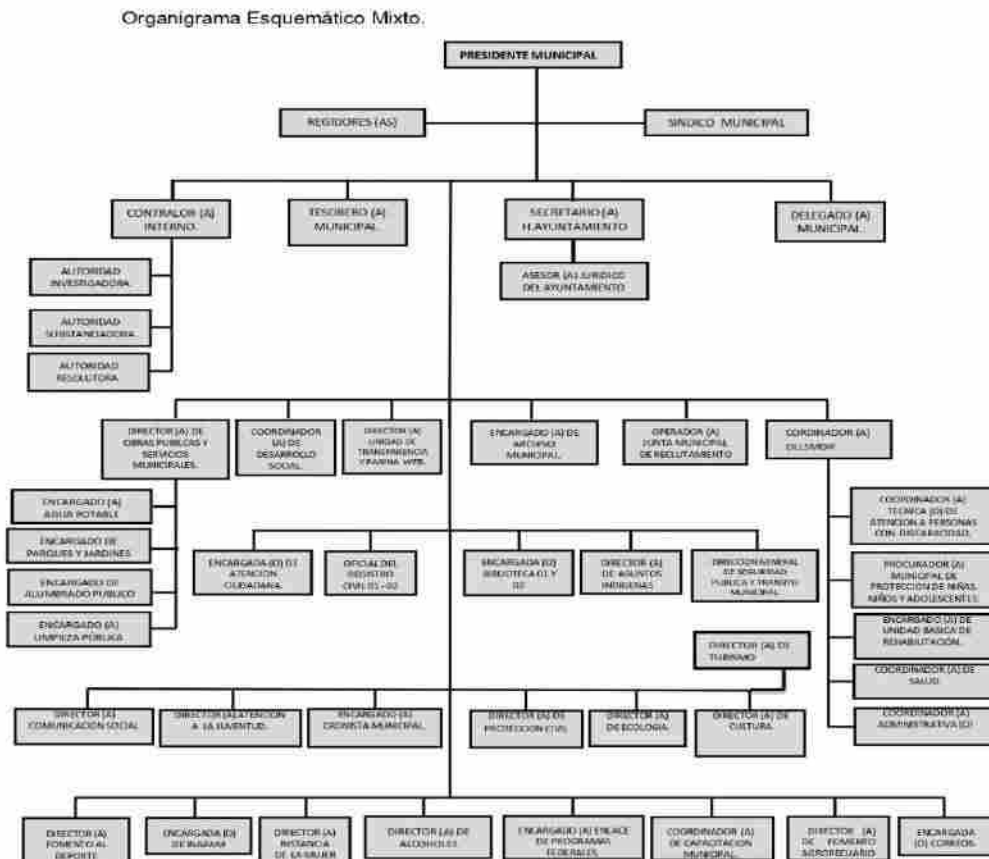 Organigrama Esquemático Mixto.
PRESIDENTE MUNICIPAL
REGIDORES (AS)
SINDICO MUNICIPAL
CONTRALOR (A)
INTERNO.
TESORERO (A)
MUNICIPAL.
SECRETARIO (A)
H.AYUNTAMIENTO
DELEGADO (A)
MUNICIPAL.
AUTORIDAD
INVESTIGADORA
ASESOR (A) JURIDICO
DEL AYUNTAMIENTO
AUTORIDAD
SUBSTANCIADORA
AUTORIDAD
RESOLUTORA
DIRECTOR (A) DE
OBRAS PUBLICAS Y
SERVICIOS
MUNICIPALES.
COORDINADOR
(A) DE
DESARROLLO
SOCIAL
DIRECTOR (A)
UNIDAD DE
TRANSPARENCIA
Y PAGINA WEB.
ENCARGADO (A) DE
ARCHIVO
MUNICIPAL.
OPERADOR (A)
JUNTA MUNICIPAL
DE RECLUTAMIENTO
CORDINADOR (A)
ENCARGADO (A)
AGUA POTABLE
ENCARGADO DE
PARQUES Y JARDINES
ENCARGADO DE
ALUMBRADO PUBLICO
ENCARGADO (A)
LIMPIEZA PÚBLICA
COORDINADOR (A)
TECNICA (O) DE
ATENCION A PERSONAS
CON DISCAPACIDAD.
PROCURADOR (A)
MUNICIPAL DE
PROTECCION DE NIÑAS,
NIÑOS Y ADOLESCENTES
ENCARGADO (A) DE
UNIDAD BASICA DE
REHABILITACIÓN.
COORDINADOR (A) DE
SALUD
COORDINADOR (A)
ADMINISTRATIVA (O)
ENCARGADA (O) DE
ATENCION
CIUDADANA.
OFICIAL DEL
REGISTRO
CIVIL 01 - 02
ENCARGADA (O)
BIBLIOTECA 01 Y
02
DIRECTOR (A)
DE ASUNTOS
INDIGENAS
DIRECCION GENERAL
DE SEGURIDAD
PUBLICA Y TRANSITO
MUNICIPAL
DIRECTOR (A) DE
TURISMO
DIRECTOR (A)
COMUNICACION SOCIAL
DIRECTOR (A) ATENCION
A LA JUVENTUD.
ENCARGADO (A)
CRONISTA MUNICIPAL.
DIRECTOR (A) DE
PROTECCION CIVIL
DIRECTOR (A)
DE ECOLOGIA
DIRECTOR (A) DE
CULTURA
DIRECTOR (A)
FOMENTO AL
DEPORTE
ENCARGADA (O)
DE INAPAM
DIRECTOR (A)
INSTANCIA
DE LA MUJER
DIRECTOR (A) DE
ALCOHOLES
ENCARGADO (A) ENLACE
DE PROGRAMAS
FEDERALES.
COORDINADOR (A)
DE CAPACITACION
MUNICIPAL.
DIRECTOR (A)
DE FOMENTO
AGROPECUARIO
ENCARGADA
(O) CORREOS.